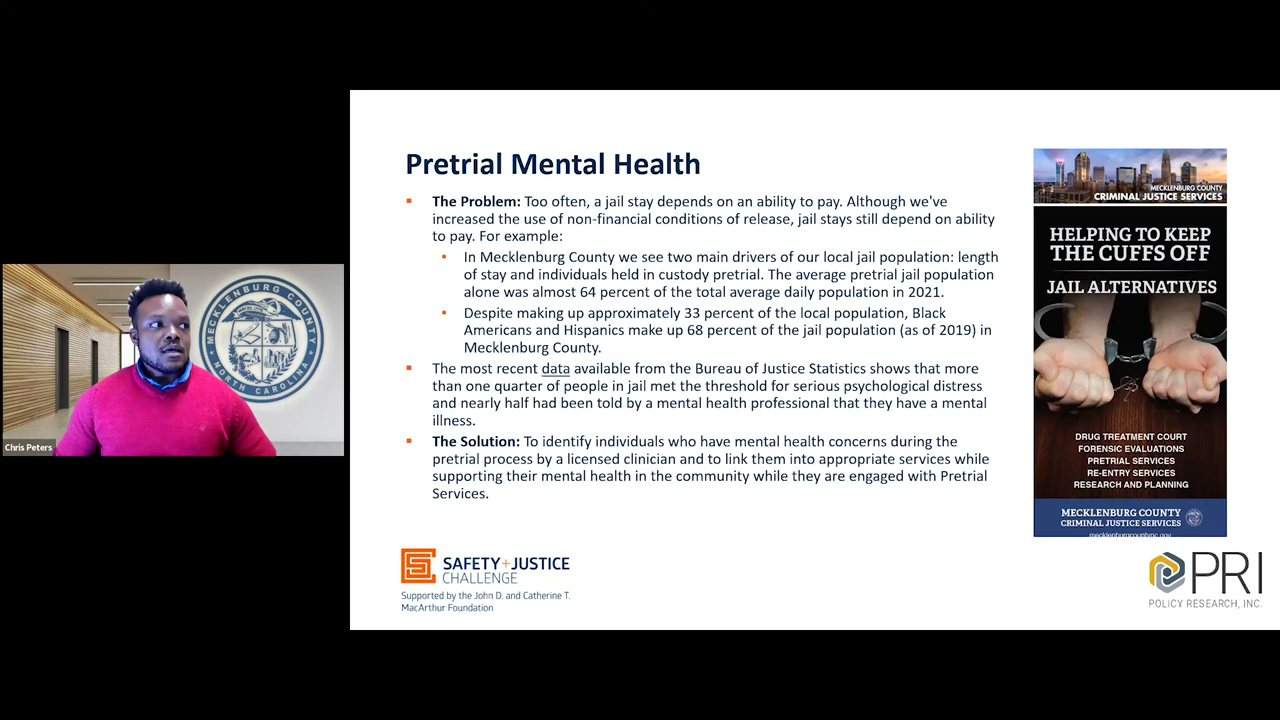 Pretrial Mental Health
The Problem: Too often, a jail stay depends on an ability to pay. Although we've
increased the use of non-financial conditions of release, jail stays still depend on ability
to pay. For example:
In Mecklenburg County we see two main drivers of our local jail population: length
of stay and individuals held in custody pretrial. The average pretrial jail population
alone was almost 64 percent of the total average daily population in 2021.
Despite making up approximately 33 percent of the local population, Black
Americans and Hispanics make up 68 percent of the jail population (as of 2019) in
Mecklenburg County.
The most recent data available from the Bureau of Justice Statistics shows that more
than one quarter of people in jail met the threshold for serious psychological distress
and nearly half had been told by a mental health professional that they have a mental
illness.
The Solution: To identify individuals who have mental health concerns during the
pretrial process by a licensed clinician and to link them into appropriate services while
supporting their mental health in the community while they are engaged with Pretrial
Services.
MECKLENBURG COUNTY
CRIMINAL JUSTICE SERVICES
HELPING TO KEEP
THE CUFFS OFF
JAIL ALTERNATIVES
DRUG TREATMENT COURT
FORENSIC EVALUATIONS
PRETRIAL SERVICES
RE-ENTRY SERVICES
RESEARCH AND PLANNING
MECKLENBURG COUNTY
CRIMINAL JUSTICE SERVICES
mecklenburgcountync.gov
MECKLENBURG COUNTY
NORTH CAROLINA
Chris Peters
SAFETY+JUSTICE
CHALLENGE
Supported by the John D. and Catherine T.
MacArthur Foundation
PRI
POLICY RESEARCH, INC.